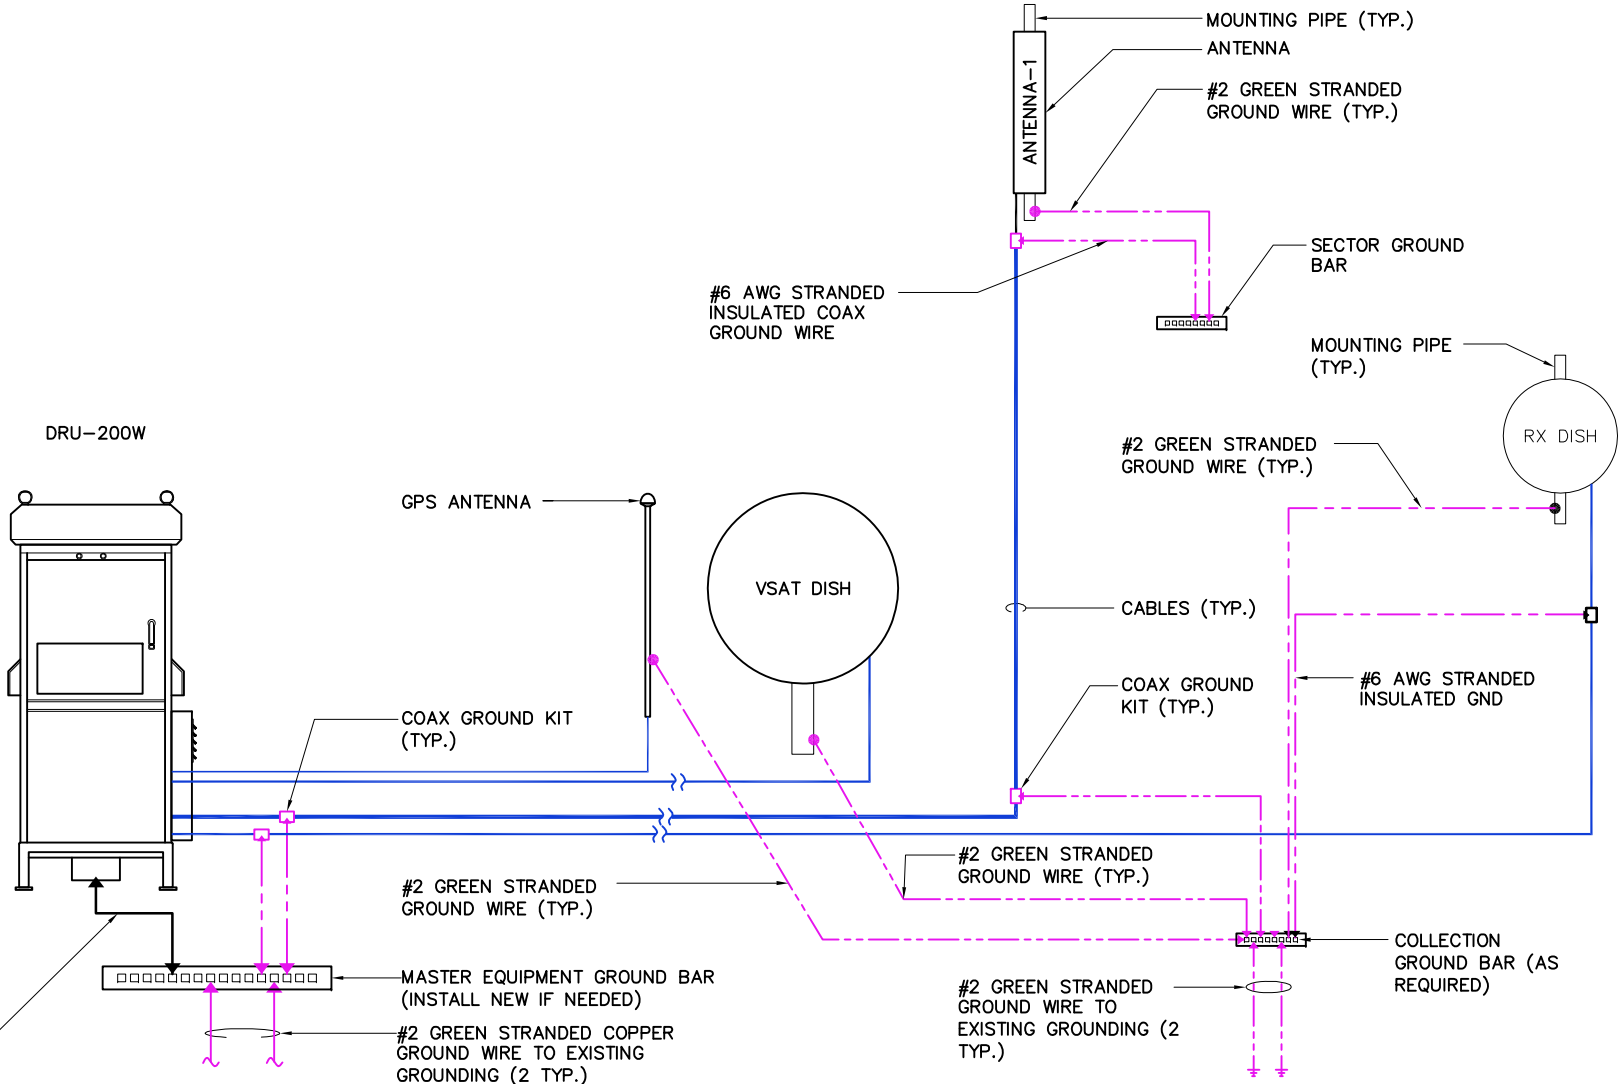 MOUNTING PIPE (TYP.)
ANTENNA
ANTENNA-1
#2 GREEN STRANDED
GROUND WIRE (TYP.)
SECTOR GROUND
BAR
#6 AWG STRANDED
INSULATED COAX
GROUND WIRE
MOUNTING PIPE
(TYP.)
RX DISH
DRU-200W
#2 GREEN STRANDED
GROUND WIRE (TYP.)
GPS ANTENNA
VSAT DISH
CABLES (TYP.)
COAX GROUND
KIT (TYP.)
#6 AWG STRANDED
INSULATED GND
COAX GROUND KIT
(TYP.)
#2 GREEN STRANDED
GROUND WIRE (TYP.)
#2 GREEN STRANDED
GROUND WIRE (TYP.)
COLLECTION
GROUND BAR (AS
REQUIRED)
MASTER EQUIPMENT GROUND BAR
(INSTALL NEW IF NEEDED)
#2 GREEN STRANDED
GROUND WIRE TO
EXISTING GROUNDING (2
TYP.)
#2 GREEN STRANDED COPPER
GROUND WIRE TO EXISTING
GROUNDING (2 TYP.)